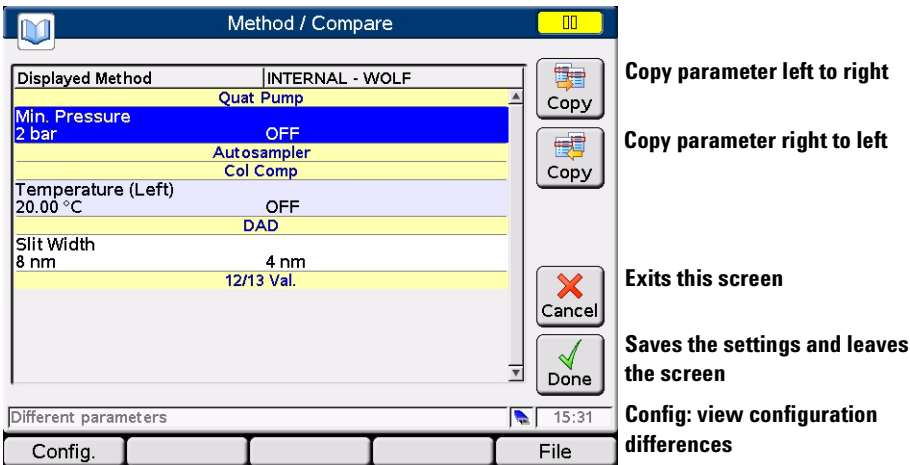 Method / Compare
Displayed Method INTERNAL - WOLF
Quat Pump
Min. Pressure
2 bar OFF
Autosampler
Col Comp
Temperature (Left)
20.00 °C OFF
DAD
Slit Width
8 nm 4 nm
12/13 Val.
Copy
Copy parameter left to right
Copy
Copy parameter right to left
Cancel
Exits this screen
Done
Saves the settings and leaves
the screen
Different parameters 15:31
Config. File
Config: view configuration
differences